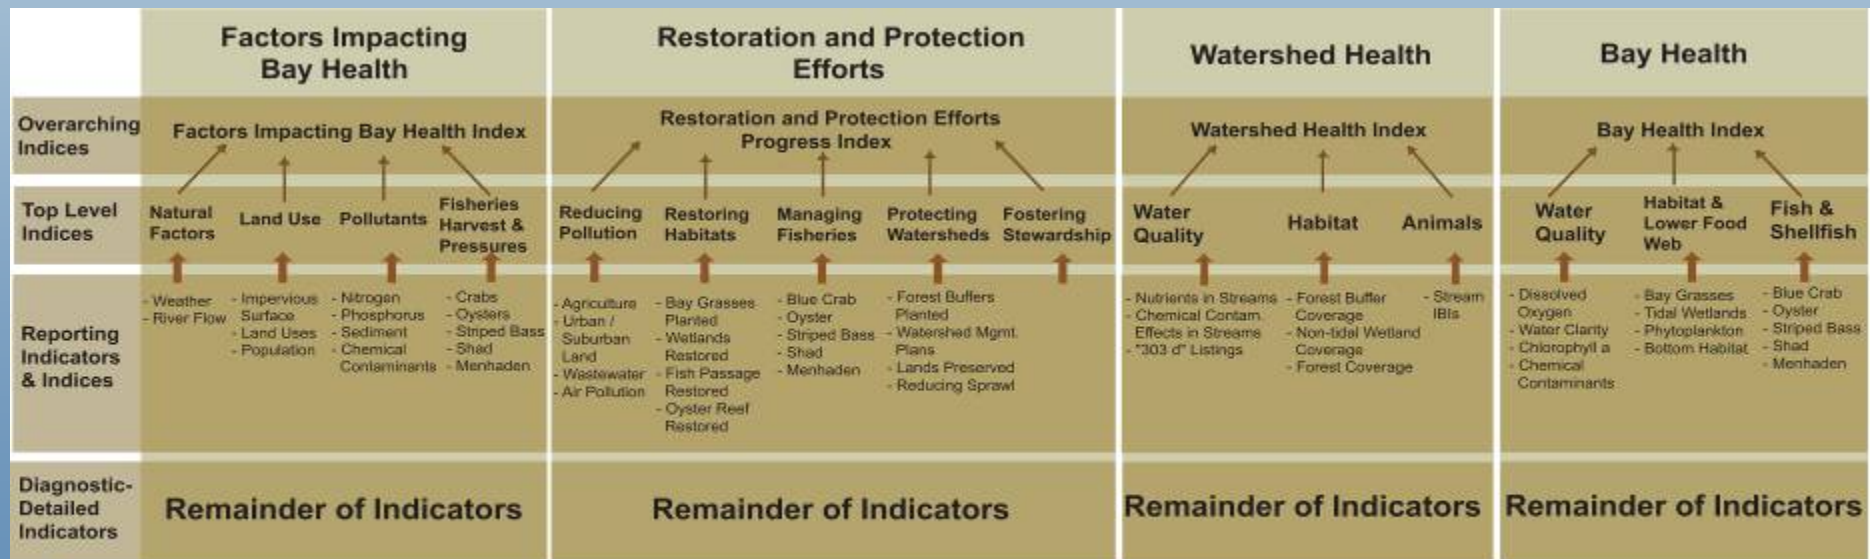 Factors Impacting
Bay Health
Restoration and Protection
Efforts
Watershed Health
Bay Health
Overarching
Indices
Factors Impacting Bay Health Index
Restoration and Protection Efforts
Progress Index
Watershed Health Index
Bay Health Index
Top Level
Indices
Natural
Factors
Land Use
Pollutants
Fisheries
Harvest &
Pressures
Reducing
Pollution
Restoring
Habitats
Managing
Fisheries
Protecting
Watersheds
Fostering
Stewardship
Water
Quality
Habitat
Animals
Water
Quality
Habitat &
Lower Food
Web
Fish &
Shellfish
Reporting
Indicators
& Indices
- Weather
- River Flow
- Impervious
Surface
- Land Uses
- Population
- Nitrogen
- Phosphorus
- Sediment
- Chemical
Contaminants
- Crabs
- Oysters
- Striped Bass
- Shad
- Menhaden
- Agriculture
- Urban /
Suburban
Land
- Wastewater
- Air Pollution
- Bay Grasses
Planted
- Wetlands
Restored
- Fish Passage
Restored
- Oyster Reef
Restored
- Blue Crab
- Oyster
- Striped Bass
- Shad
- Menhaden
- Forest Buffers
Planted
- Watershed Mgmt.
Plans
- Lands Preserved
- Reducing Sprawl
- Nutrients in Streams
- Chemical Contam.
Effects in Streams
- "303 d" Listings
- Forest Buffer
Coverage
- Non-tidal Wetland
Coverage
- Forest Coverage
- Stream
IBIs
- Dissolved
Oxygen
- Water Clarity
- Chlorophyll a
- Chemical
Contaminants
- Bay Grasses
- Tidal Wetlands
- Phytoplankton
- Bottom Habitat
- Blue Crab
- Oyster
- Striped Bass
- Shad
- Menhaden
Diagnostic-
Detailed
Indicators
Remainder of Indicators
Remainder of Indicators
Remainder of Indicators
Remainder of Indicators